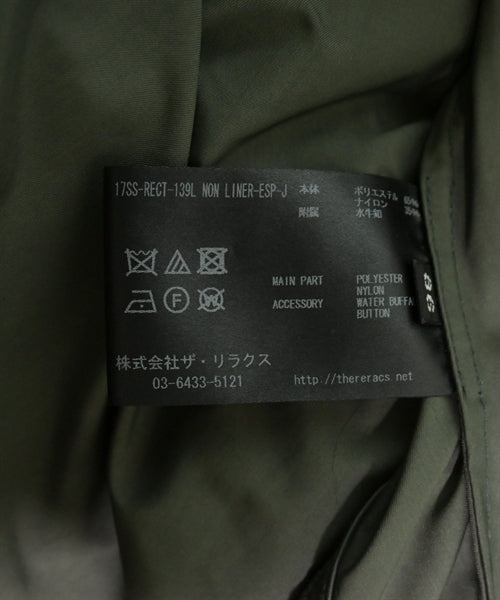 17SS-RECT-139L NON LINER-ESP-J 本体 ポリエステル
ナイロン
附属 水牛釦
MAIN PART POLYESTER
NYLON
ACCESSORY WATER BUFFA
BUTTON
F
W
株式会社ザ・リラクス
03-6433-5121 http://thereracs.net